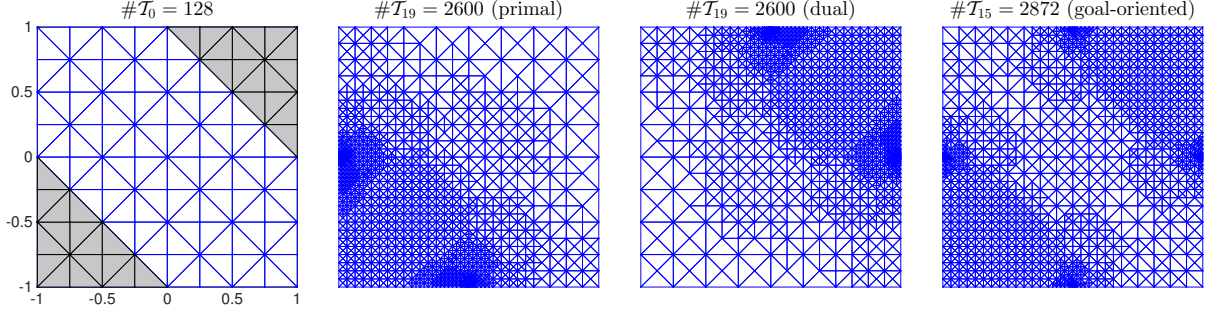 #𝒯₀ = 128
#𝒯₁₉ = 2600 (primal)
#𝒯₁₉ = 2600 (dual)
#𝒯₁₅ = 2872 (goal-oriented)
1
0.5
0
-0.5
-1
-1 -0.5 0 0.5 1